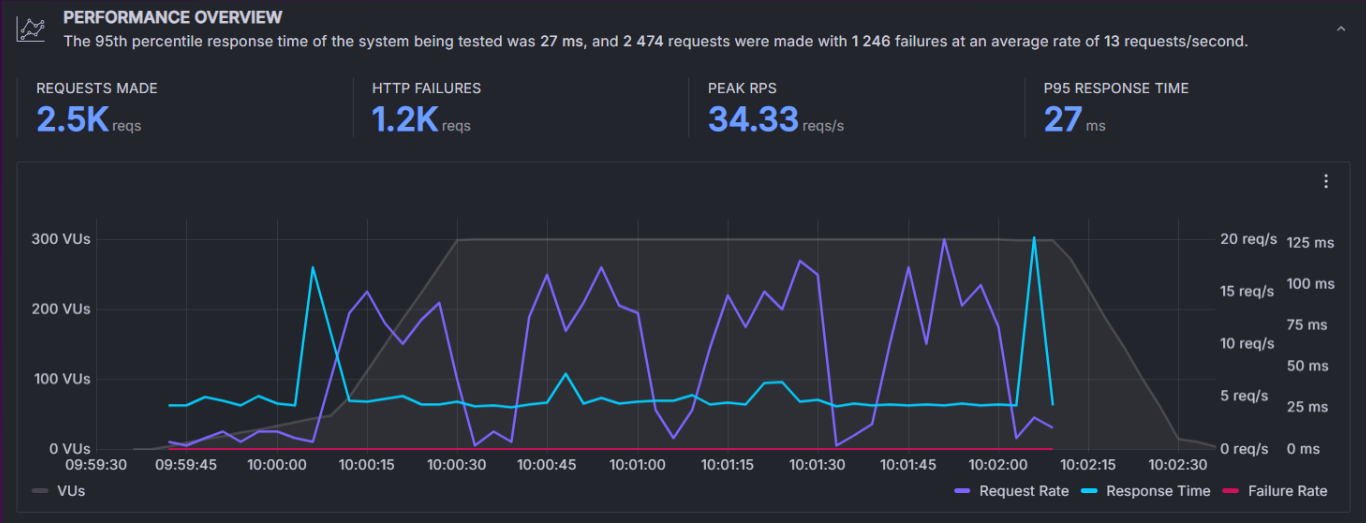 PERFORMANCE OVERVIEW
The 95th percentile response time of the system being tested was 27 ms, and 2 474 requests were made with 1 246 failures at an average rate of 13 requests/second.
REQUESTS MADE
2.5K reqs
HTTP FAILURES
1.2K reqs
PEAK RPS
34.33 reqs/s
P95 RESPONSE TIME
27 ms
300 VUs
200 VUs
100 VUs
0 VUs
20 req/s
15 req/s
10 req/s
5 req/s
0 req/s
125 ms
100 ms
75 ms
50 ms
25 ms
0 ms
09:59:30 09:59:45 10:00:00 10:00:15 10:00:30 10:00:45 10:01:00 10:01:15 10:01:30 10:01:45 10:02:00 10:02:15 10:02:30
VUs Request Rate Response Time Failure Rate